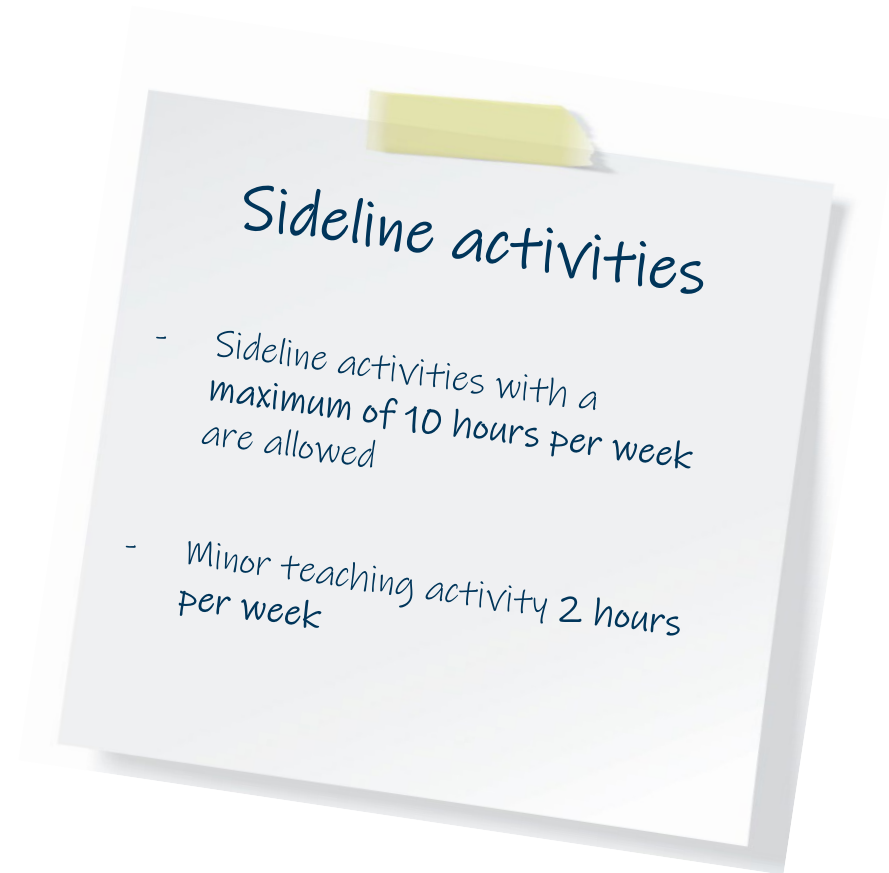 Sideline activities
- Sideline activities with a
maximum of 10 hours per week
are allowed
- Minor teaching activity 2 hours
per week